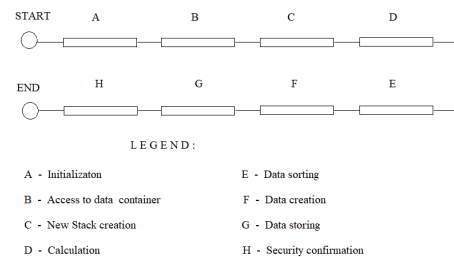 START A B C D
END H G F E
LEGEND:
A - Initializaton
B - Access to data container
C - New Stack creation
D - Calculation
E - Data sorting
F - Data creation
G - Data storing
H - Security confirmation